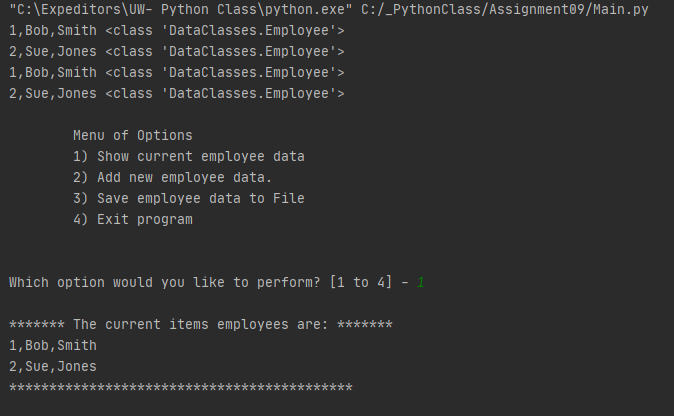 "C:\Expeditors\UW- Python Class\python.exe" C:/_PythonClass/Assignment09/Main.py
1,Bob,Smith <class 'DataClasses.Employee'>
2,Sue,Jones <class 'DataClasses.Employee'>
1,Bob,Smith <class 'DataClasses.Employee'>
2,Sue,Jones <class 'DataClasses.Employee'>
Menu of Options
1) Show current employee data
2) Add new employee data.
3) Save employee data to File
4) Exit program
Which option would you like to perform? [1 to 4] - 1
******* The current items employees are: *******
1,Bob,Smith
2,Sue,Jones
*******************************************